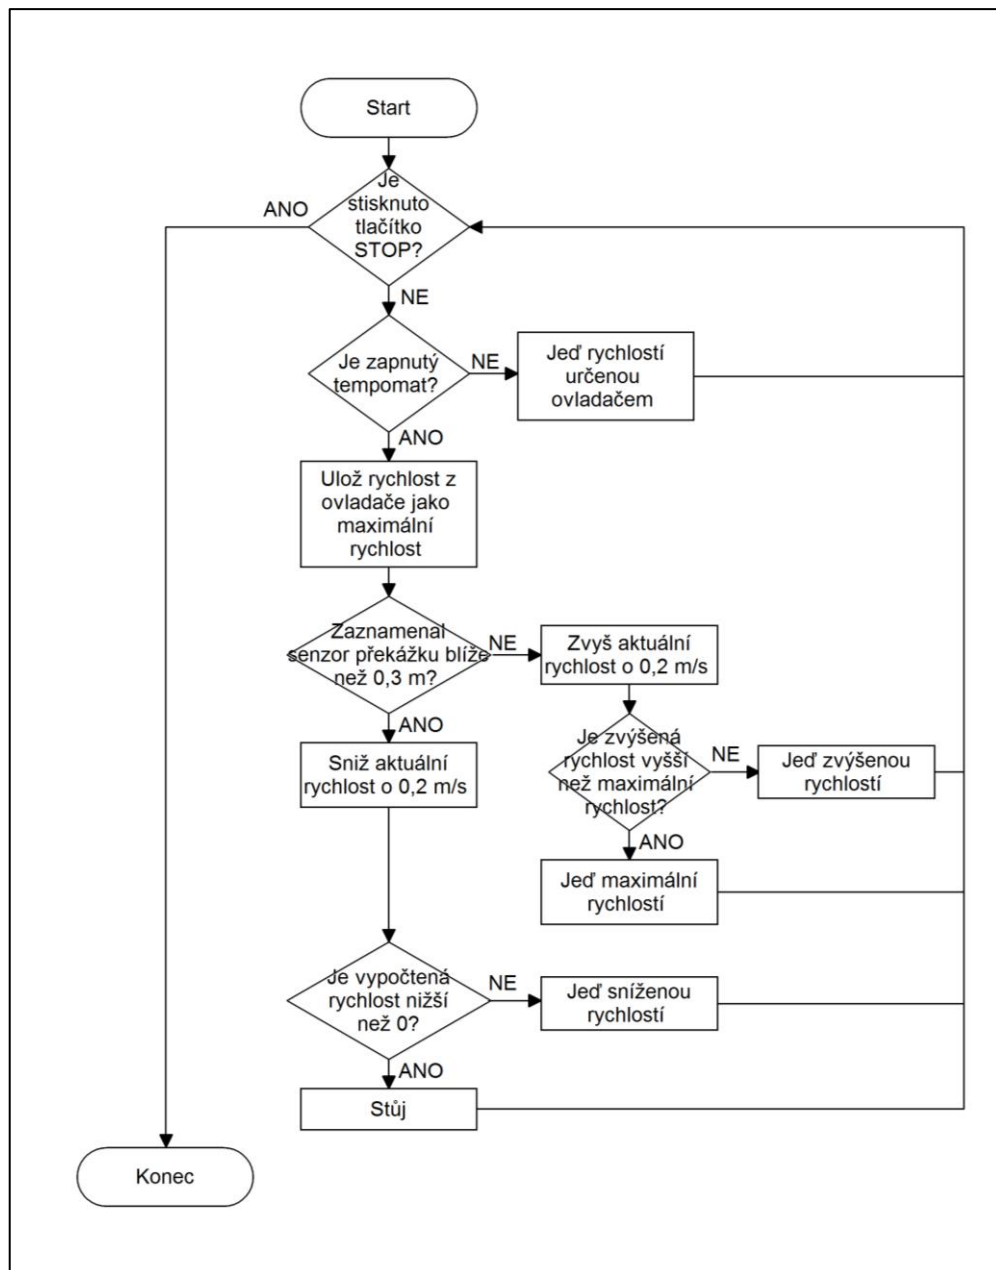 Start
Je
stisknuto
tlačítko
STOP?
ANO
NE
Je zapnutý
tempomat?
NE
Jeď rychlostí
určenou
ovladačem
ANO
Ulož rychlost z
ovladače jako
maximální
rychlost
Zaznamenal
senzor překážku blíže
než 0,3 m?
NE
Zvyš aktuální
rychlost o 0,2 m/s
ANO
Sniž aktuální
rychlost o 0,2 m/s
Je zvýšená
rychlost vyšší
než maximální
rychlost?
NE
Jeď zvýšenou
rychlostí
ANO
Jeď maximální
rychlostí
Je vypočtená
rychlost nižší
než 0?
NE
Jeď sníženou
rychlostí
ANO
Stůj
Konec